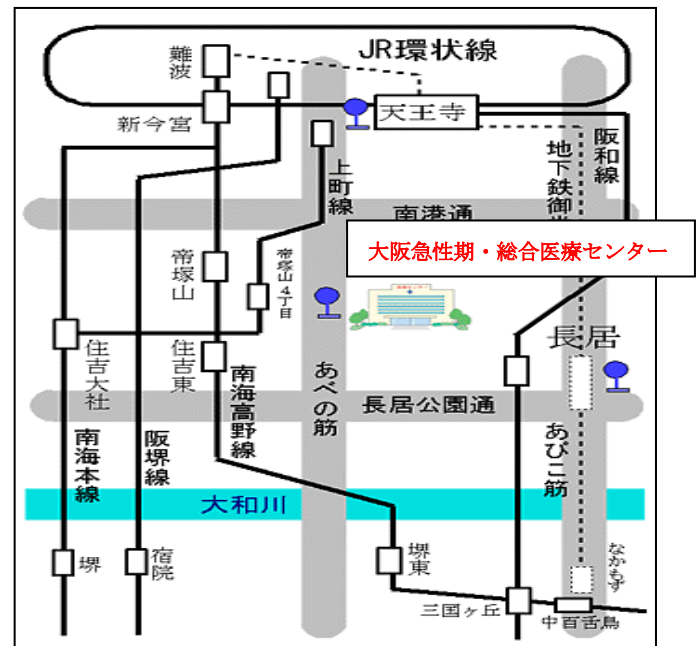 JR環状線
難波
天王寺
新今宮
阪和線
地下鉄御
上町線
南港通
大阪急性期・総合医療センター
帝塚山
帝塚山4丁目
長居
住吉大社
住吉東
あべの筋
南海高野線
長居公園通
南海本線
阪堺線
あびこ筋
大和川
堺
宿院
堺東
なかもず
三国ヶ丘
中百舌鳥